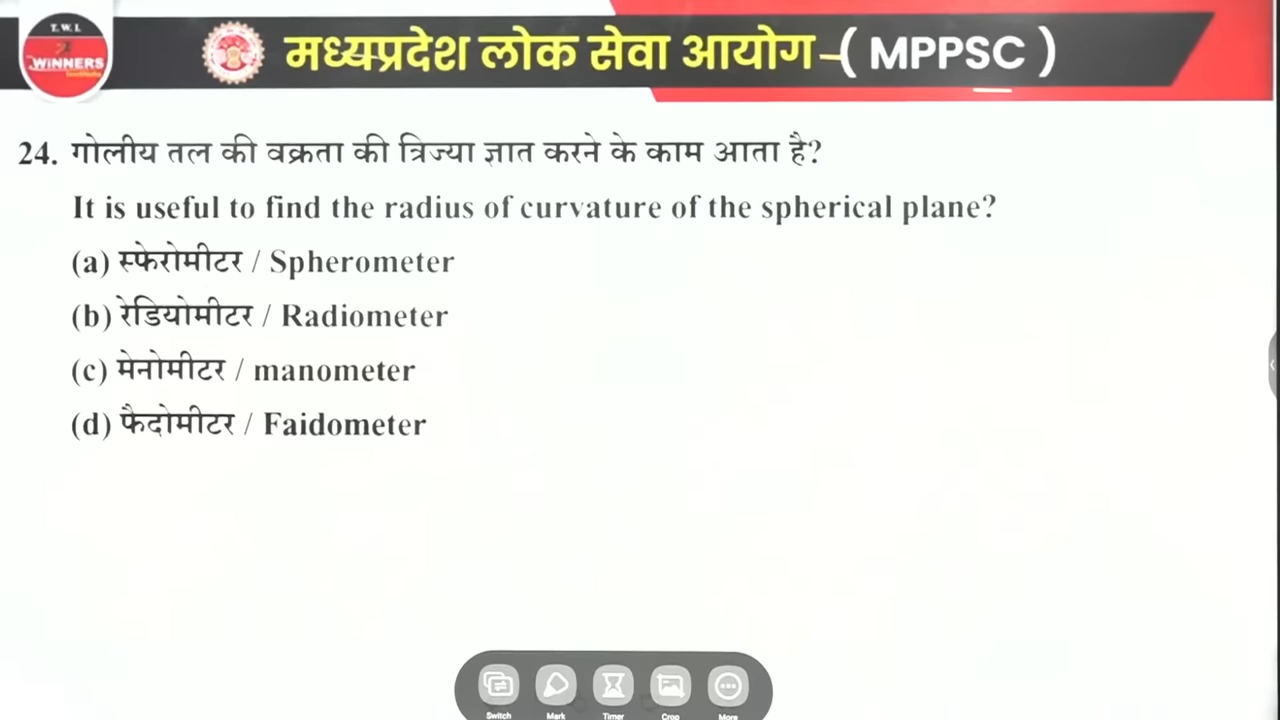 T.W.I.
WiNNERS
मध्यप्रदेश लोक सेवा आयोग–( MPPSC )
24. गोलीय तल की वक्रता की त्रिज्या ज्ञात करने के काम आता है?
It is useful to find the radius of curvature of the spherical plane?
(a) स्फेरोमीटर / Spherometer
(b) रेडियोमीटर / Radiometer
(c) मेनोमीटर / manometer
(d) फैदोमीटर / Faidometer
Switch Mark Timer Crop More